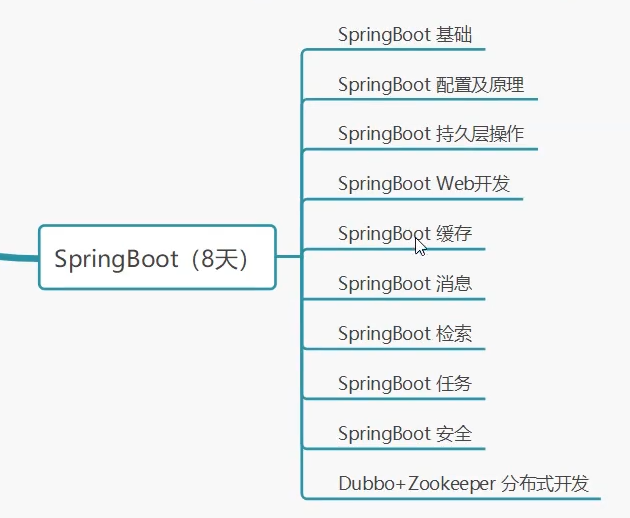 SpringBoot 基础
SpringBoot 配置及原理
SpringBoot 持久层操作
SpringBoot Web开发
SpringBoot（8天）
SpringBoot 缓存
SpringBoot 消息
SpringBoot 检索
SpringBoot 任务
SpringBoot 安全
Dubbo+Zookeeper 分布式开发